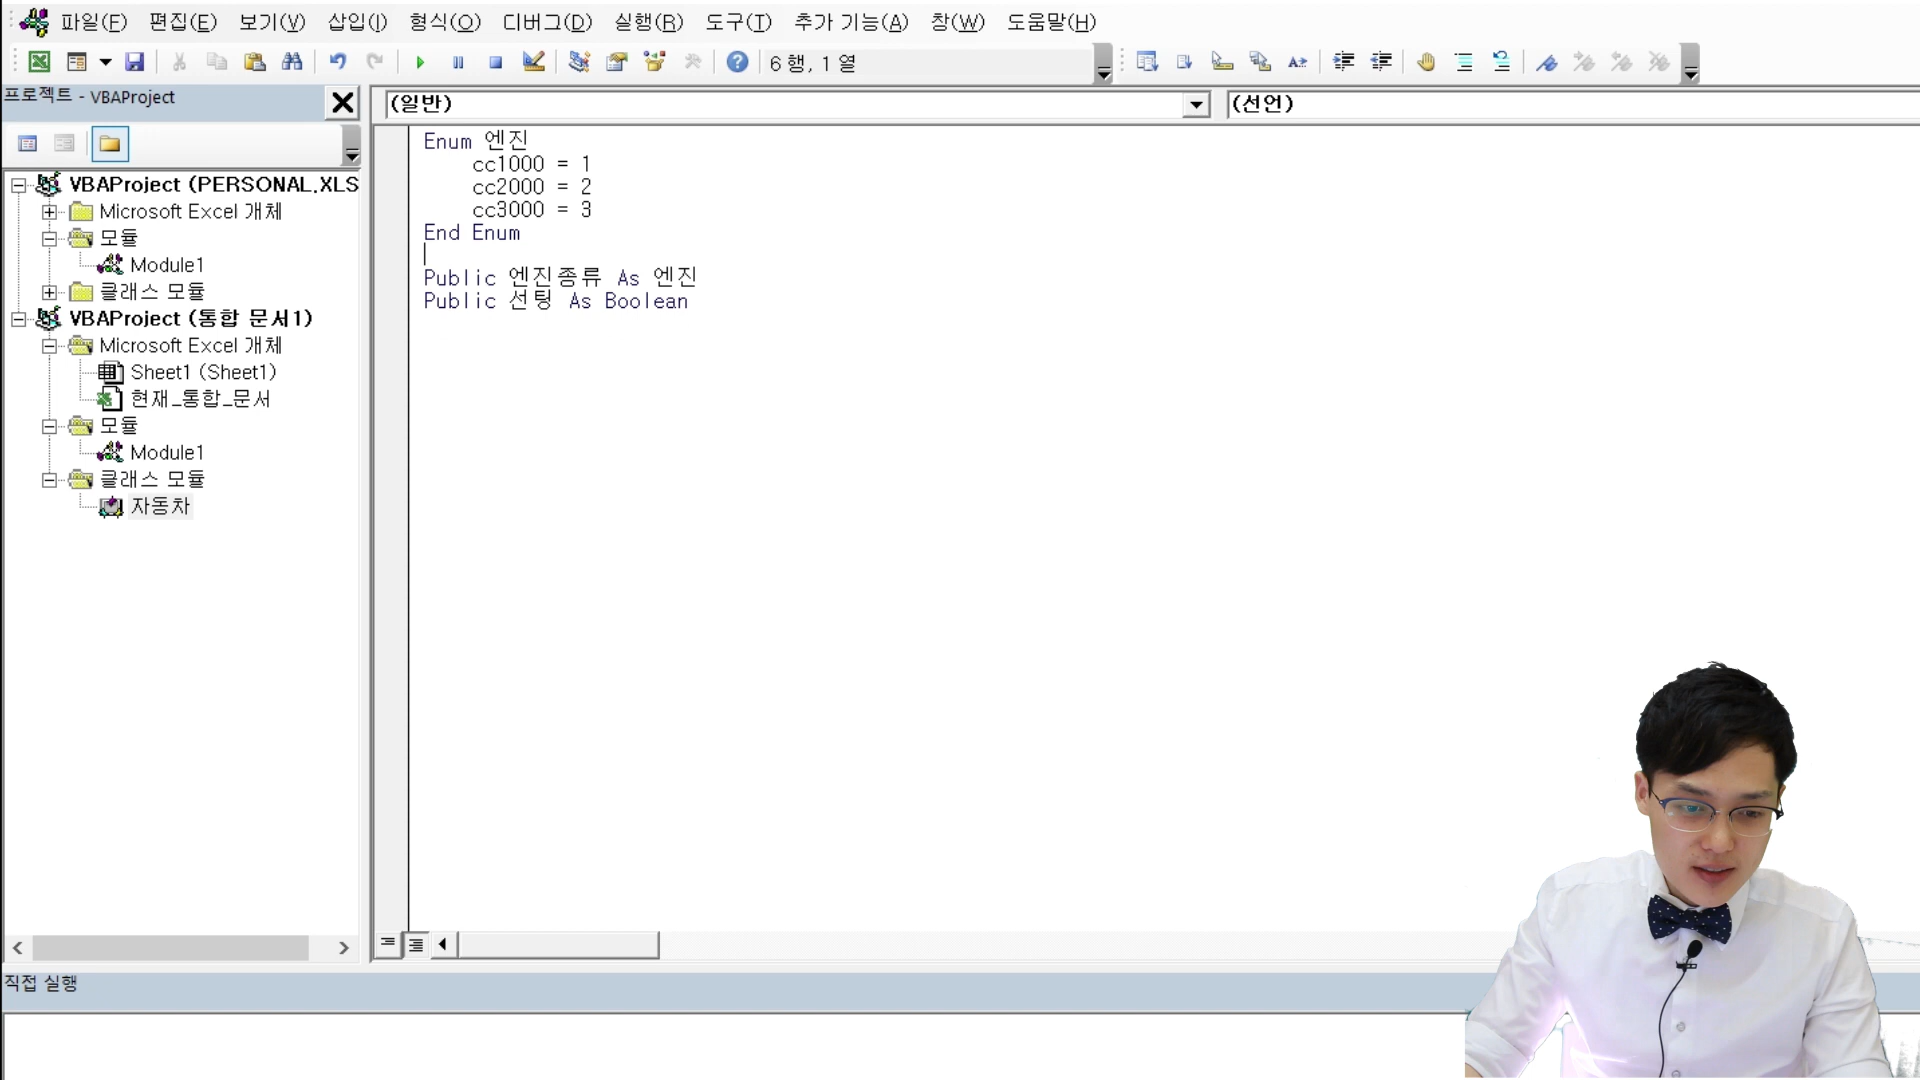 파일(F) 편집(E) 보기(V) 삽입(I) 형식(O) 디버그(D) 실행(R) 도구(T) 추가 기능(A) 창(W) 도움말(H)
6 행, 1 열
프로젝트 - VBAProject
(일반) (선언)
VBAProject (PERSONAL.XLS
Microsoft Excel 개체
모듈
Module1
클래스 모듈
VBAProject (통합 문서1)
Microsoft Excel 개체
Sheet1 (Sheet1)
현재_통합_문서
모듈
Module1
클래스 모듈
자동차
Enum 엔진
cc1000 = 1
cc2000 = 2
cc3000 = 3
End Enum
Public 엔진종류 As 엔진
Public 선팅 As Boolean
직접 실행